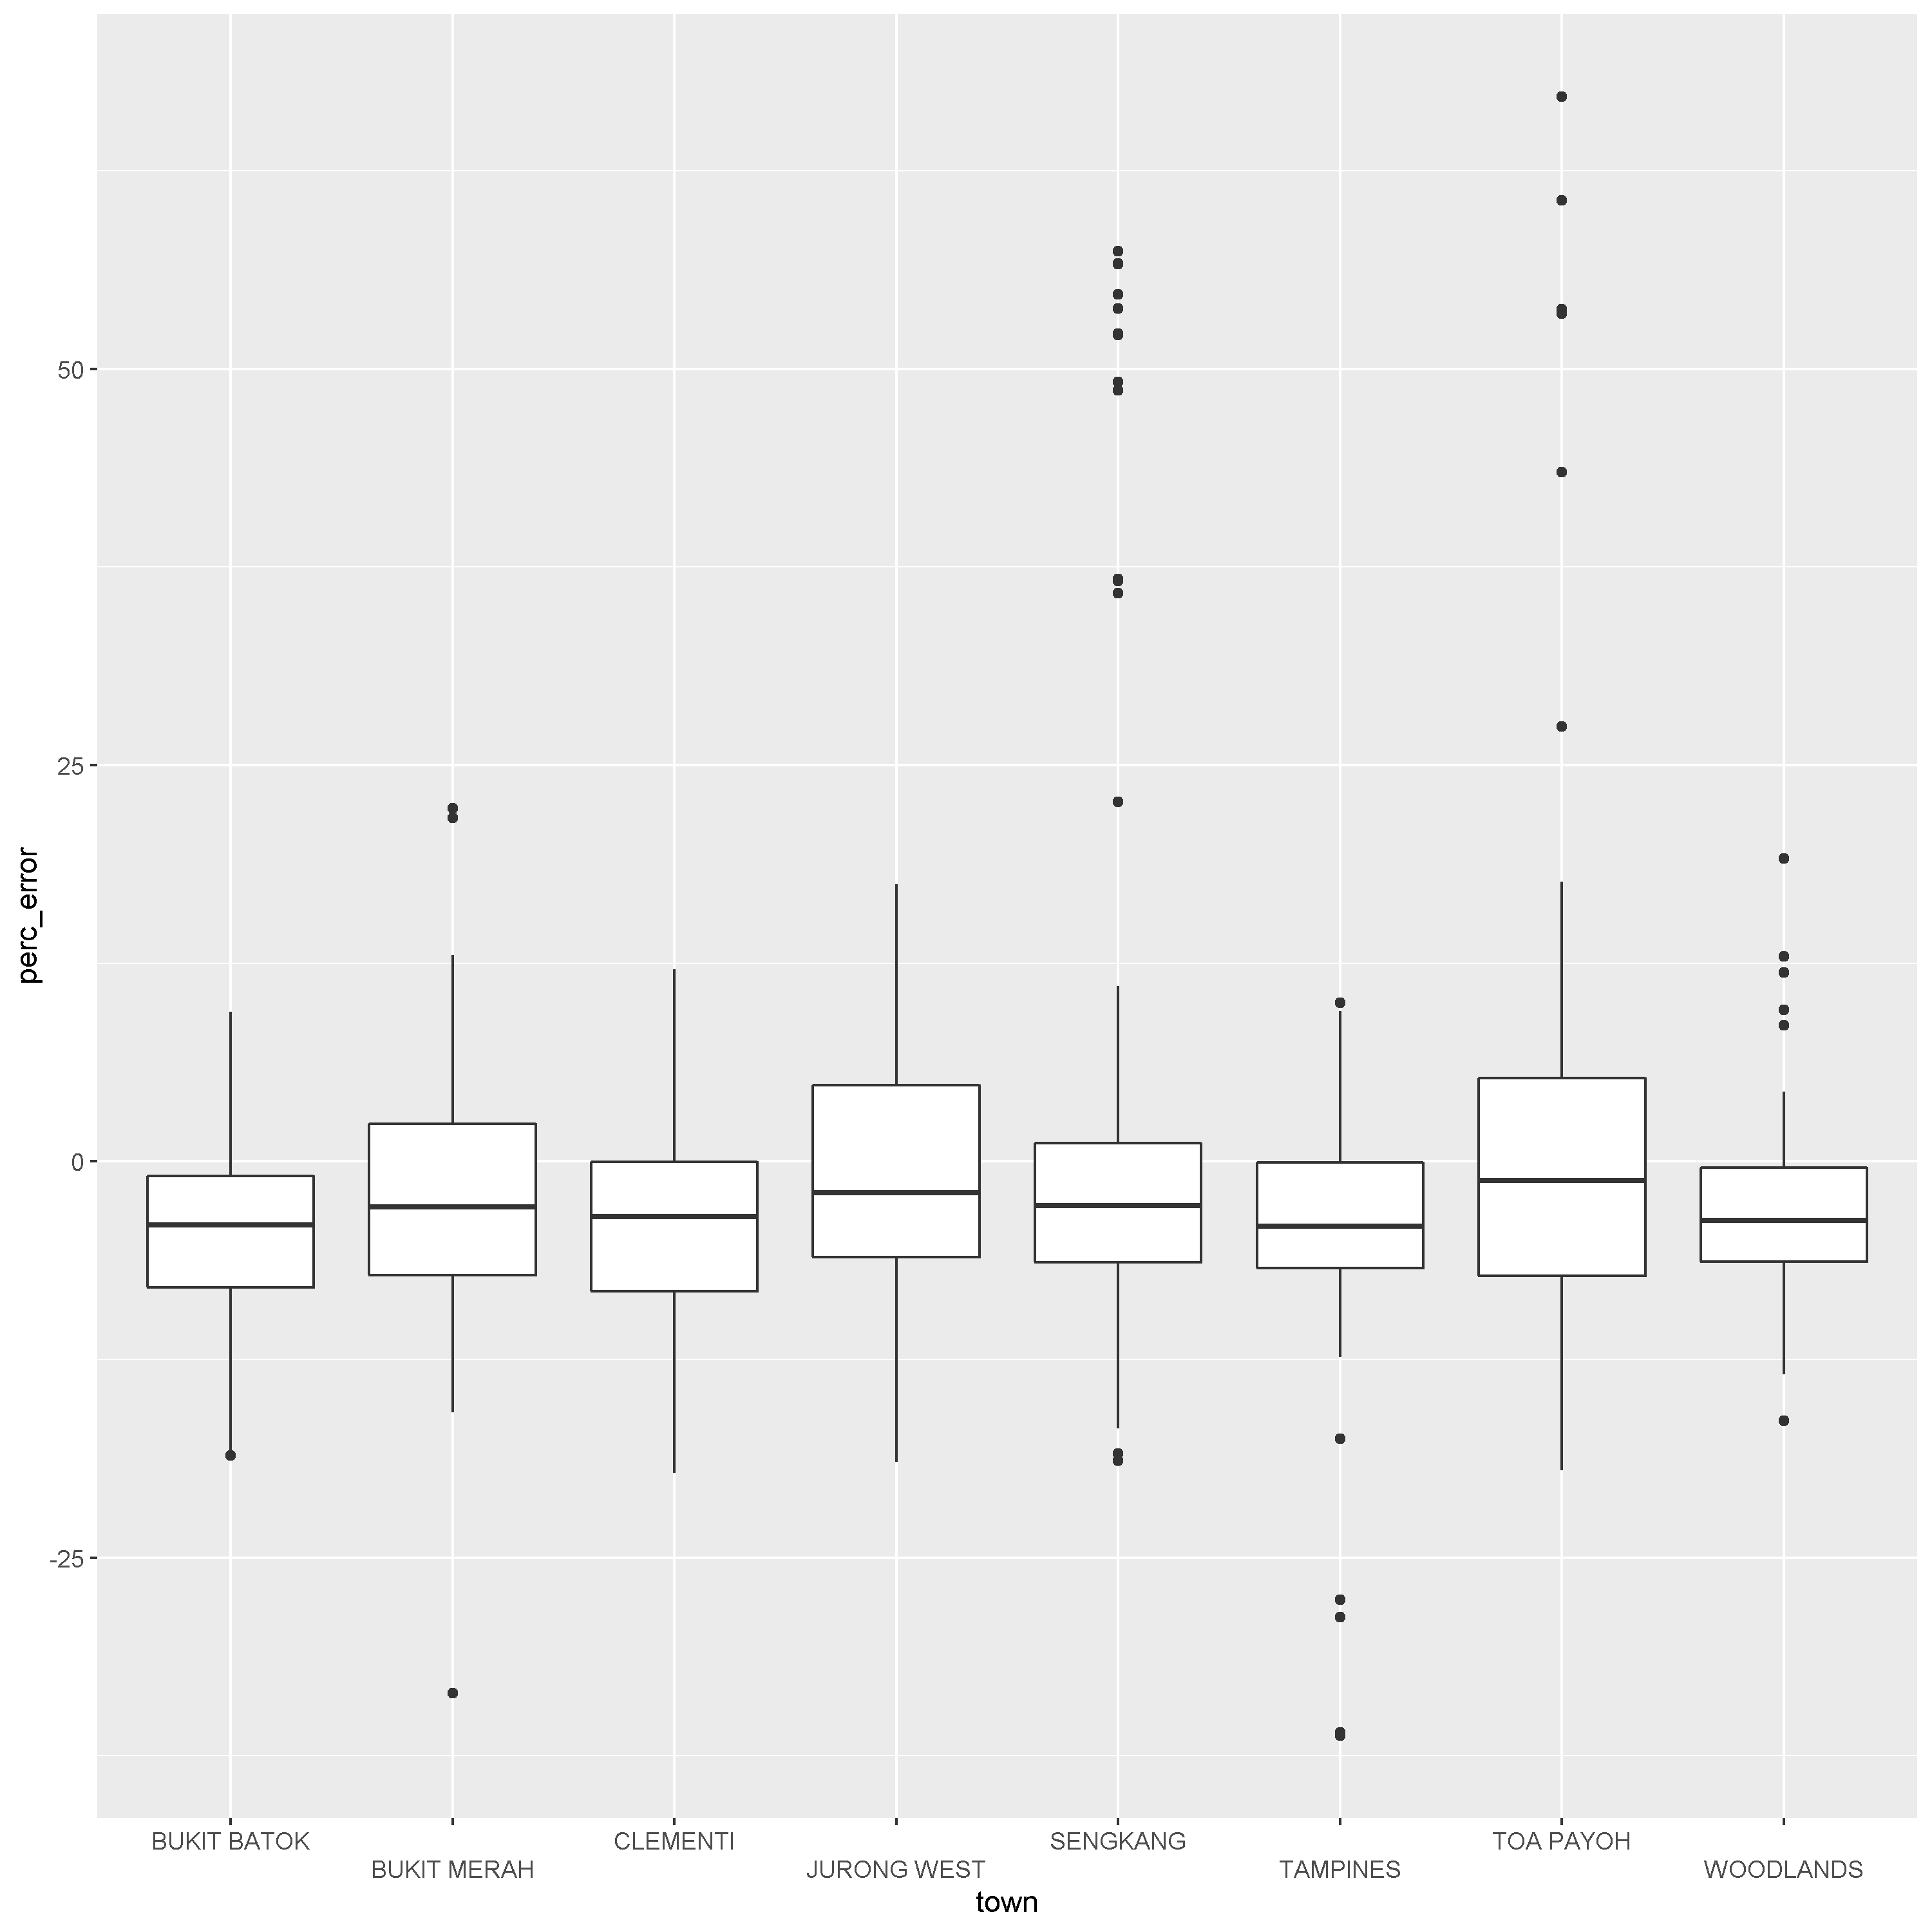 perc_error
50
25
0
-25
BUKIT BATOK
BUKIT MERAH
CLEMENTI
JURONG WEST
SENGKANG
TAMPINES
TOA PAYOH
WOODLANDS
town